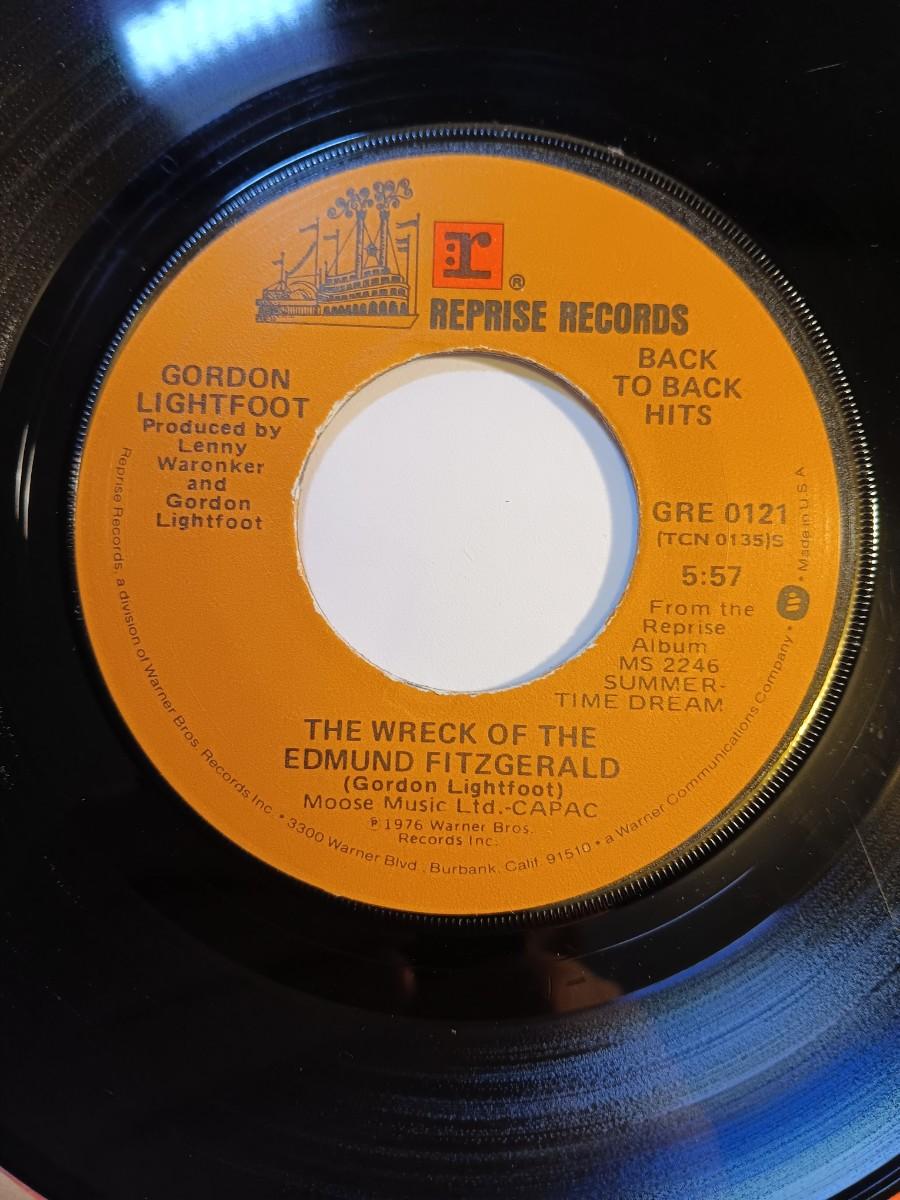 :r
®
REPRISE RECORDS
BACK
TO BACK
HITS
GORDON
LIGHTFOOT
Produced by
Lenny
Waronker
and
Gordon
Lightfoot
GRE 0121
(TCN 0135)S
5:57
From the
Reprise
Album
MS 2246
SUMMER-
TIME DREAM
THE WRECK OF THE
EDMUND FITZGERALD
(Gordon Lightfoot)
Moose Music Ltd.-CAPAC
℗ 1976 Warner Bros.
Records Inc.
Reprise Records, a division of Warner Bros. Records Inc. • 3300 Warner Blvd., Burbank, Calif. 91510 • a Warner Communications Company • W • Made in U.S.A.